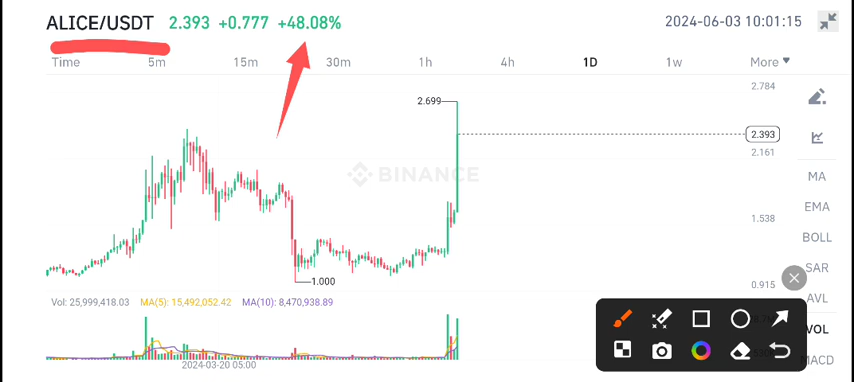 ALICE/USDT 2.393 +0.777 +48.08% 2024-06-03 10:01:15
Time 5m 15m 30m 1h 4h 1D 1w More
2.784
2.699
2.393
2.161
BINANCE
MA
EMA
1.538
BOLL
SAR
1.000
0.915
AVL
Vol: 25,999,418.03 MA(5): 15,492,052.42 MA(10): 8,470,938.89
VOL
MACD
2024-03-20 05:00